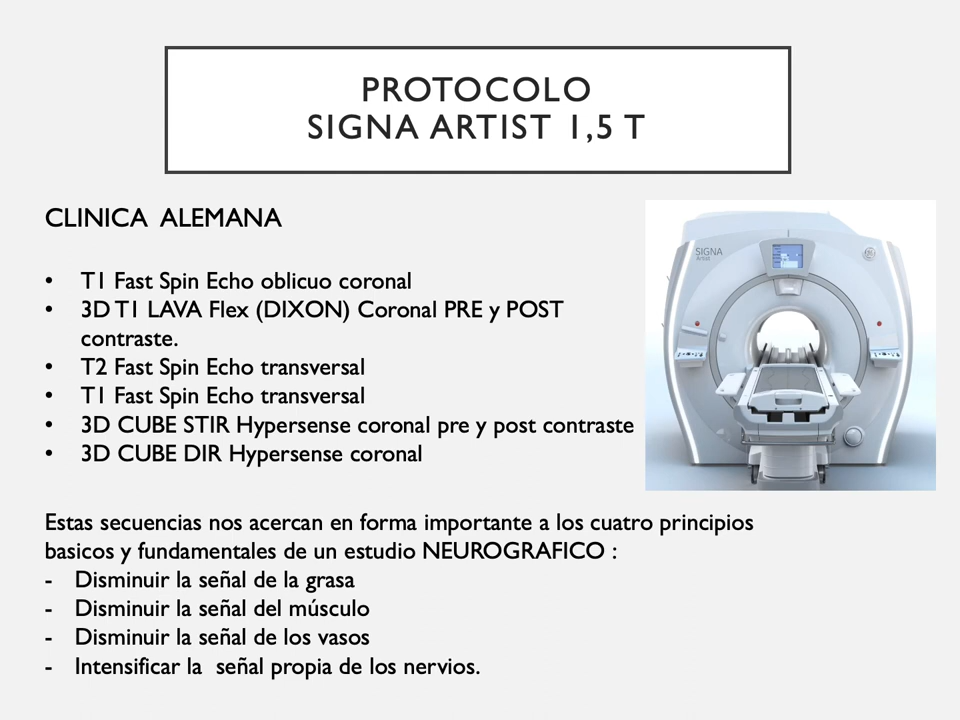 PROTOCOLO
SIGNA ARTIST 1,5 T
CLINICA ALEMANA
• T1 Fast Spin Echo oblicuo coronal
• 3D T1 LAVA Flex (DIXON) Coronal PRE y POST
contraste.
• T2 Fast Spin Echo transversal
• T1 Fast Spin Echo transversal
• 3D CUBE STIR Hypersense coronal pre y post contraste
• 3D CUBE DIR Hypersense coronal
SIGNA
Estas secuencias nos acercan en forma importante a los cuatro principios
basicos y fundamentales de un estudio NEUROGRAFICO :
- Disminuir la señal de la grasa
- Disminuir la señal del músculo
- Disminuir la señal de los vasos
- Intensificar la señal propia de los nervios.